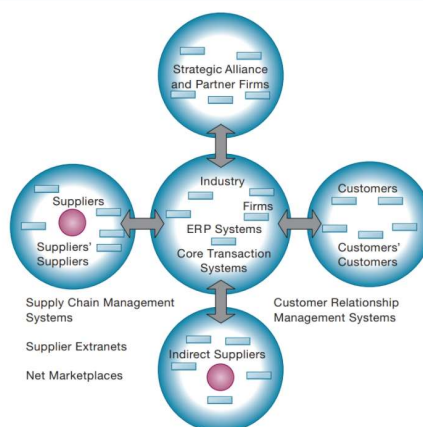 Strategic Alliance
and Partner Firms
Industry
Firms
ERP Systems
Core Transaction
Systems
Suppliers
Suppliers'
Suppliers
Customers
Customers'
Customers
Supply Chain Management
Systems
Supplier Extranets
Net Marketplaces
Customer Relationship
Management Systems
Indirect Suppliers